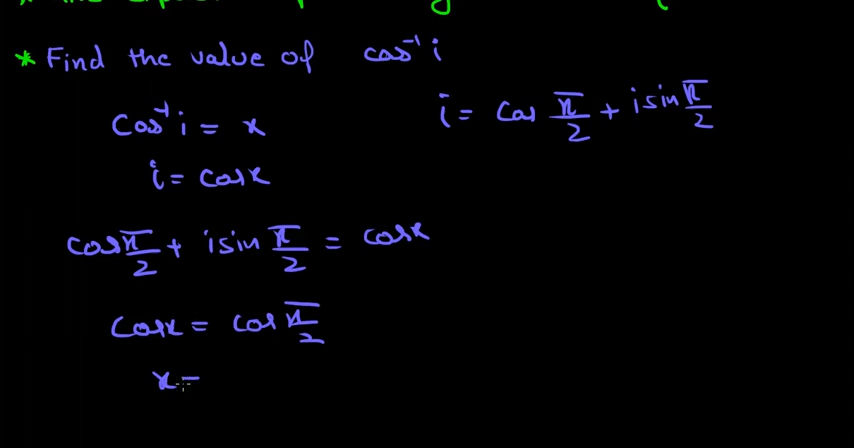 * Find the value of cos⁻¹ i
cos⁻¹ i = x
i = cos π/2 + i sin π/2
i = cos x
cos π/2 + i sin π/2 = cos x
cos x = cos π/2
x =